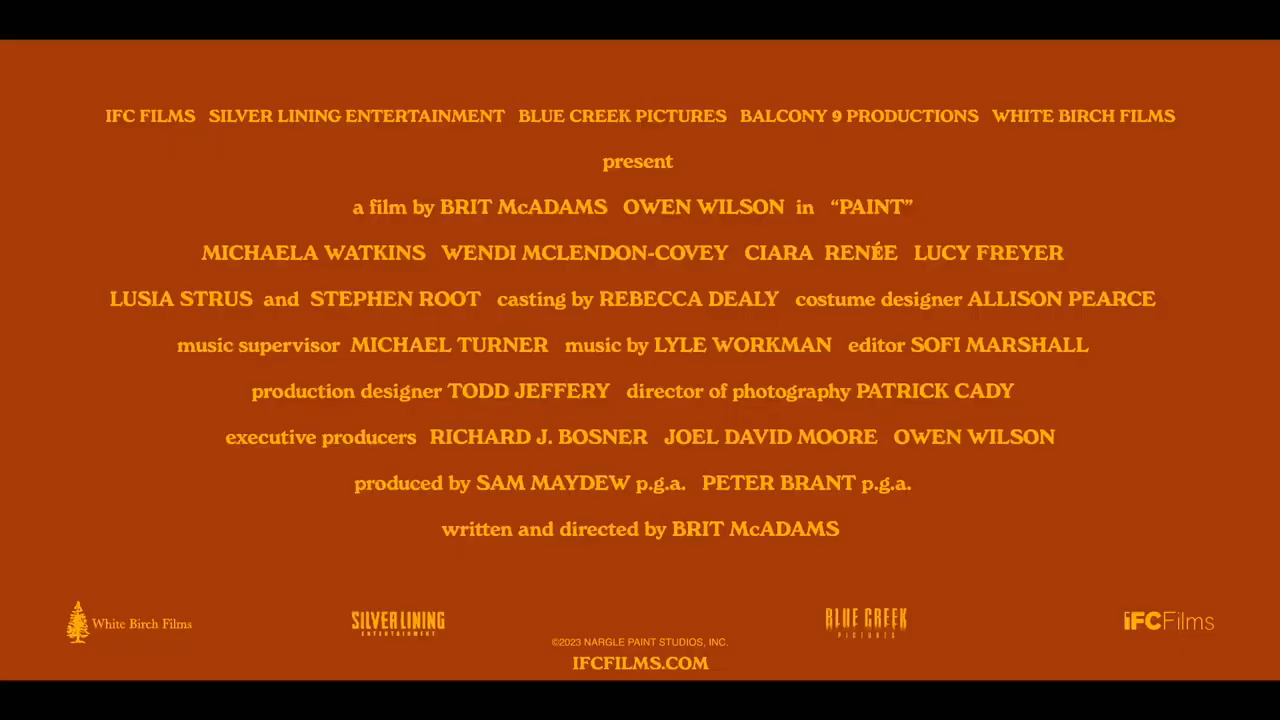 IFC FILMS SILVER LINING ENTERTAINMENT BLUE CREEK PICTURES BALCONY 9 PRODUCTIONS WHITE BIRCH FILMS
present
a film by BRIT McADAMS OWEN WILSON in “PAINT”
MICHAELA WATKINS WENDI MCLENDON-COVEY CIARA RENÉE LUCY FREYER
LUSIA STRUS and STEPHEN ROOT casting by REBECCA DEALY costume designer ALLISON PEARCE
music supervisor MICHAEL TURNER music by LYLE WORKMAN editor SOFI MARSHALL
production designer TODD JEFFERY director of photography PATRICK CADY
executive producers RICHARD J. BOSNER JOEL DAVID MOORE OWEN WILSON
produced by SAM MAYDEW p.g.a. PETER BRANT p.g.a.
written and directed by BRIT McADAMS
White Birch Films
SILVER LINING
ENTERTAINMENT
BLUE CREEK
PICTURES
iFC Films
©2023 NARGLE PAINT STUDIOS, INC.
IFCFILMS.COM